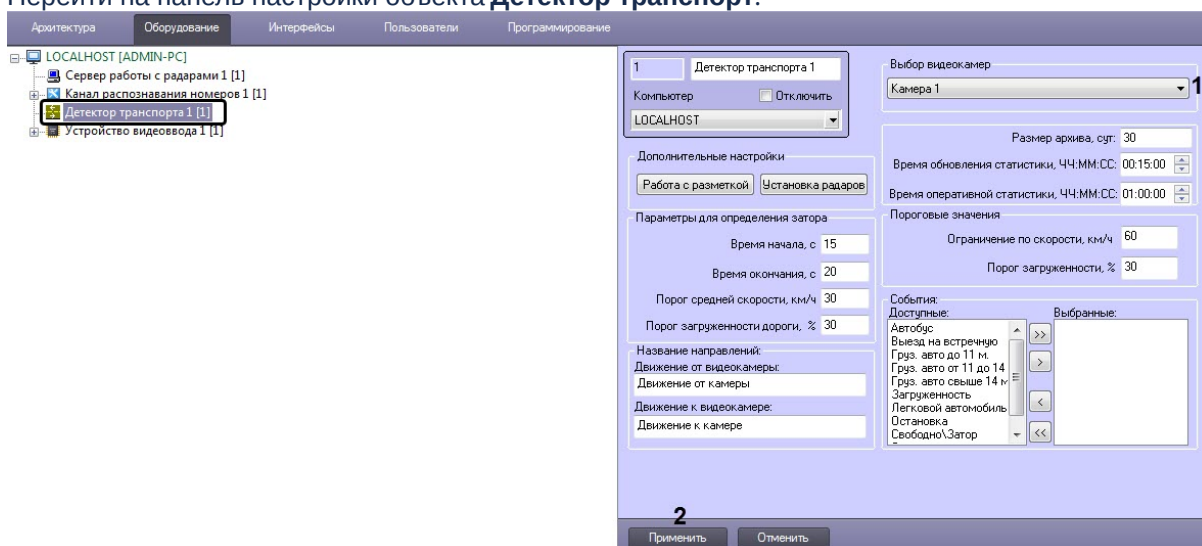 Перейти на панель настройки объекта Детектор транспорт.
Архитектура Оборудование Интерфейсы Пользователи Программирование
LOCALHOST [ADMIN-PC]
Сервер работы с радарами 1 [1]
Канал распознавания номеров 1 [1]
Детектор транспорта 1 [1]
Устройство видеоввода 1 [1]
1 Детектор транспорта 1
Компьютер Отключить
LOCALHOST
Дополнительные настройки
Работа с разметкой Установка радаров
Параметры для определения затора
Время начала, с 15
Время окончания, с 20
Порог средней скорости, км/ч 30
Порог загруженности дороги, % 30
Название направлений:
Движение от видеокамеры:
Движение от камеры
Движение к видеокамере:
Движение к камере
Выбор видеокамер
Камера 1
1
Размер архива, сут: 30
Время обновления статистики, ЧЧ:ММ:СС: 00:15:00
Время оперативной статистики, ЧЧ:ММ:СС: 01:00:00
Пороговые значения
Ограничение по скорости, км/ч 60
Порог загруженности, % 30
События:
Доступные: Выбранные:
Автобус
Выезд на встречную
Груз. авто до 11 м.
Груз. авто от 11 до 14
Груз. авто свыше 14 м
Загруженность
Легковой автомобиль
Остановка
Свободно\Затор
>>
>
<
<<
2
Применить Отменить